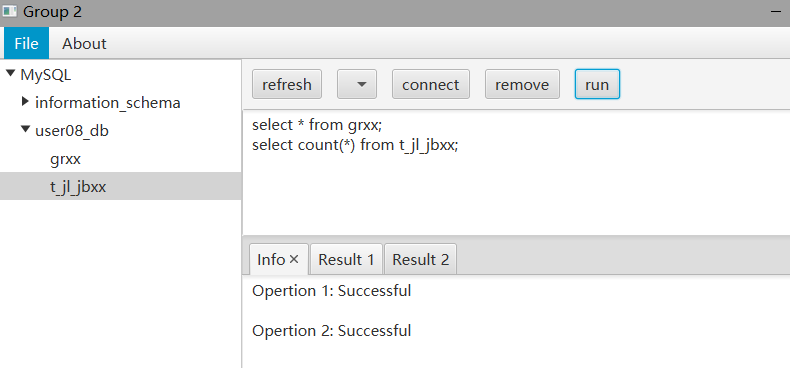 Group 2
File About
MySQL
information_schema
user08_db
grxx
t_jl_jbxx
refresh connect remove run
select * from grxx;
select count(*) from t_jl_jbxx;
Info Result 1 Result 2
Opertion 1: Successful
Opertion 2: Successful